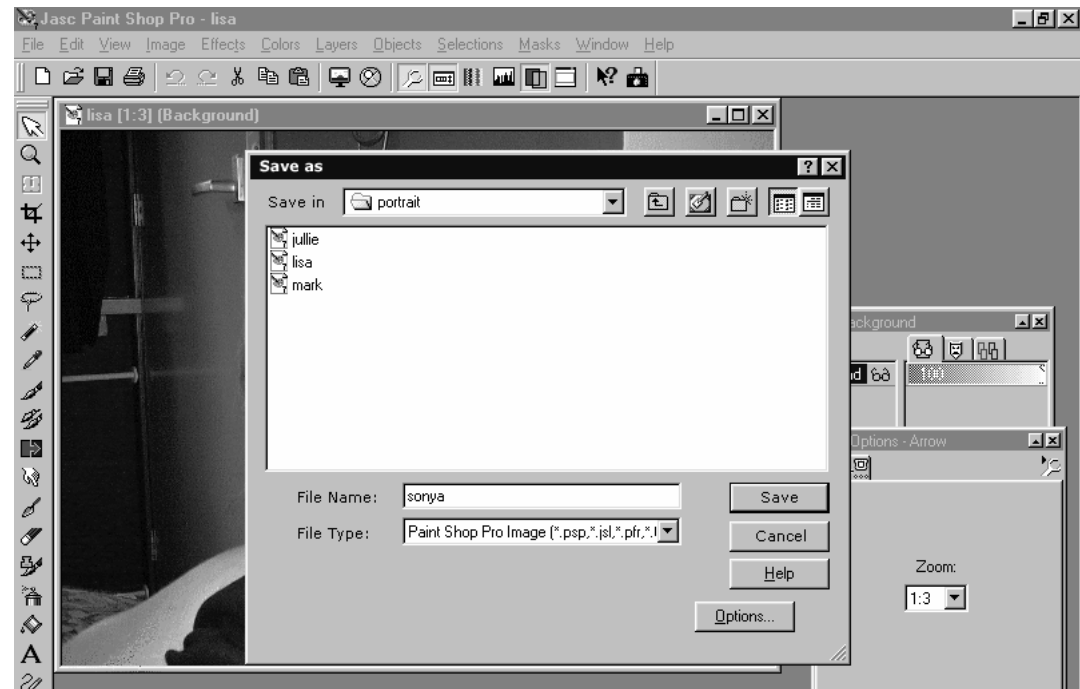 Jasc Paint Shop Pro - lisa
File Edit View Image Effects Colors Layers Objects Selections Masks Window Help
lisa [1:3] (Background)
Save as
Save in portrait
jullie
lisa
mark
File Name: sonya
Save
File Type: Paint Shop Pro Image (*.psp,*.jsl,*.pfr,*.
Cancel
Help
Options...
ackground
nd
100
Options - Arrow
Zoom:
1:3
A